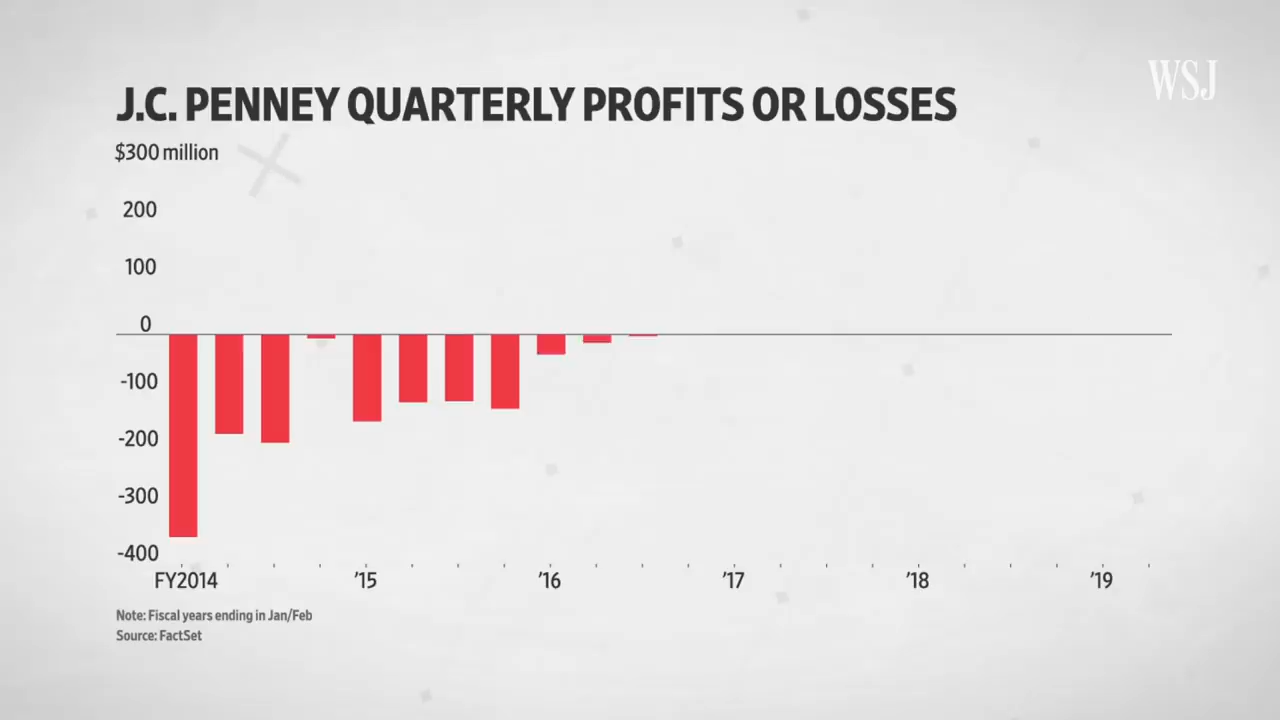 WSJ
J.C. PENNEY QUARTERLY PROFITS OR LOSSES
$300 million
200
100
0
-100
-200
-300
-400
FY2014 ’15 ’16 ’17 ’18 ’19
Note: Fiscal years ending in Jan/Feb
Source: FactSet